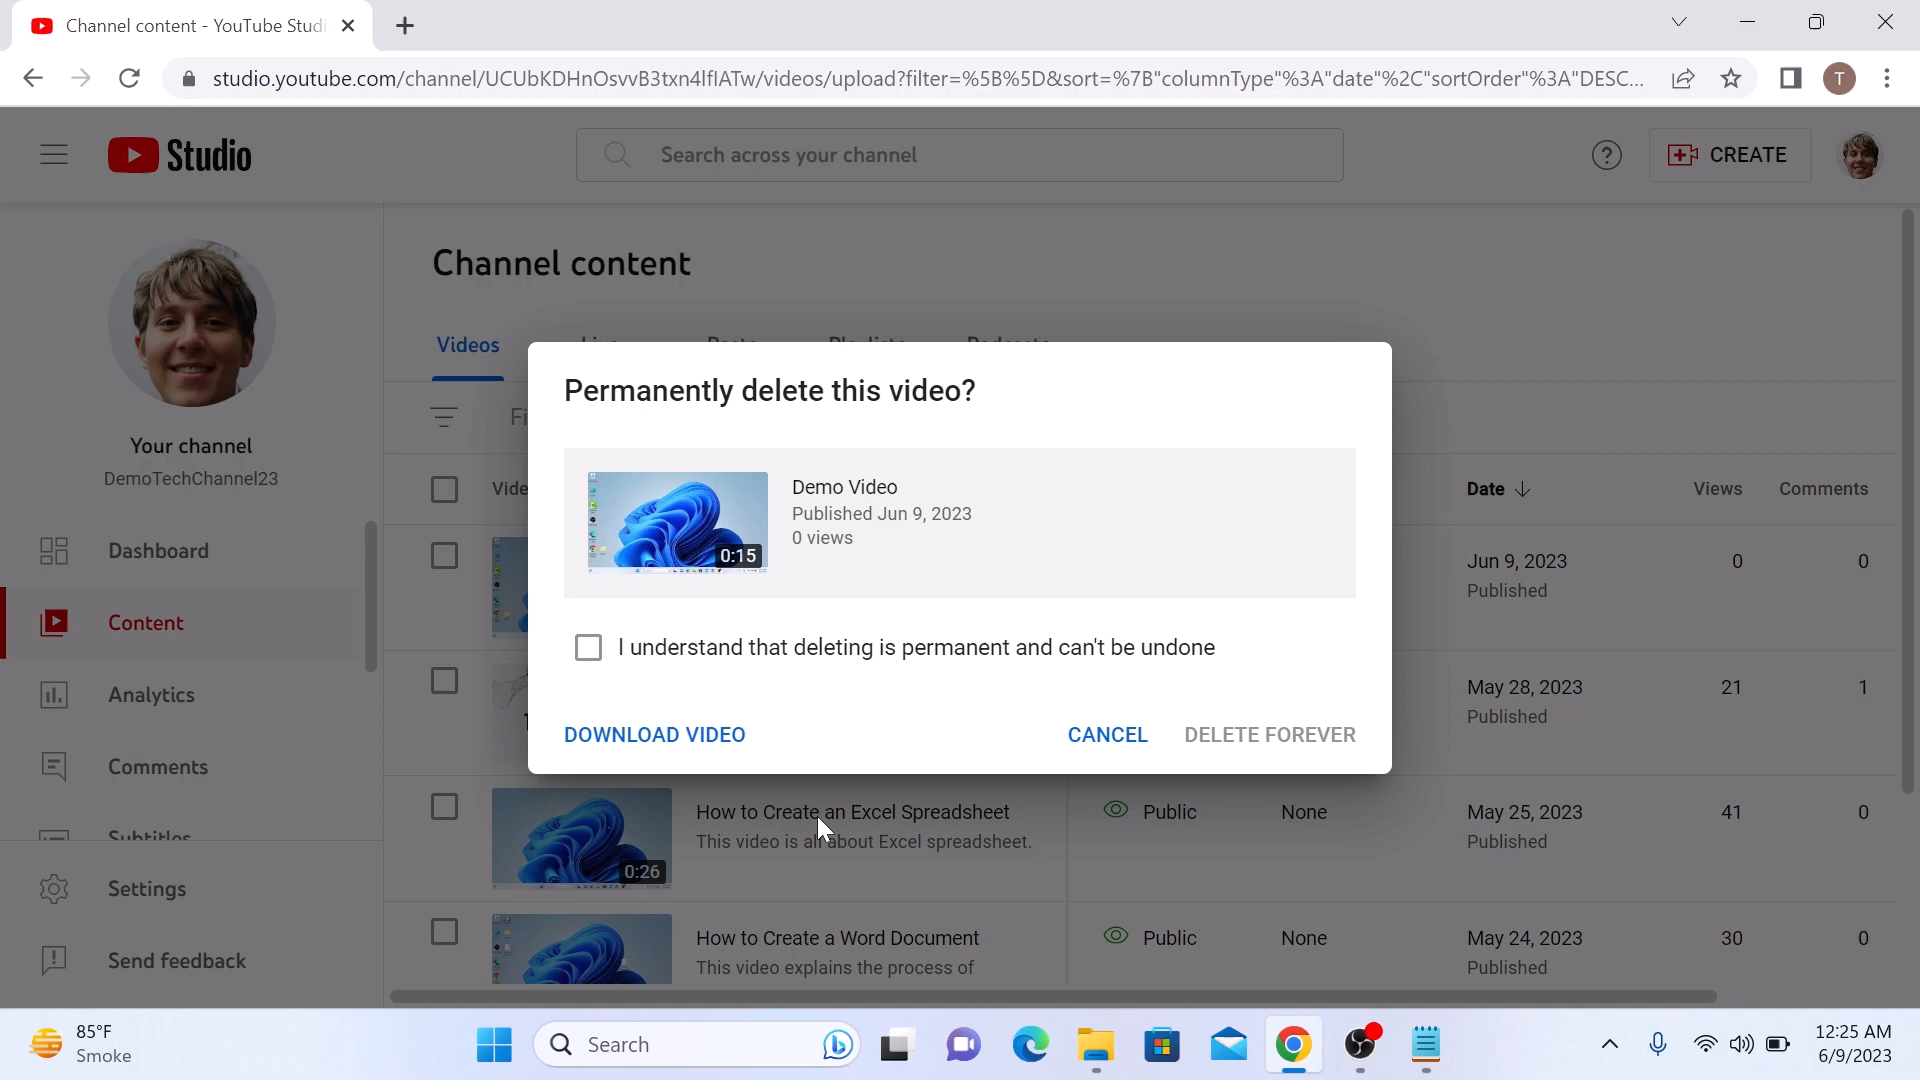 Channel content - YouTube Studi
studio.youtube.com/channel/UCUbKDHnOsvvB3txn4lflATw/videos/upload?filter=%5B%5D&sort=%7B"columnType"%3A"date"%2C"sortOrder"%3A"DESC...
T
Studio
Search across your channel
CREATE
Channel content
Videos
Live Posts Playlists Podcasts
Your channel
DemoTechChannel23
Dashboard
Content
Analytics
Comments
Subtitles
Settings
Send feedback
Fi
Vide
Date
Views
Comments
Permanently delete this video?
0:15
Demo Video
Published Jun 9, 2023
0 views
I understand that deleting is permanent and can't be undone
DOWNLOAD VIDEO
CANCEL
DELETE FOREVER
Jun 9, 2023 0 0
Published
May 28, 2023 21 1
Published
0:26
How to Create an Excel Spreadsheet
This video is all about Excel spreadsheet.
Public None
May 25, 2023 41 0
Published
How to Create a Word Document
This video explains the process of
Public None
May 24, 2023 30 0
Published
85°F
Smoke
Search
12:25 AM
6/9/2023